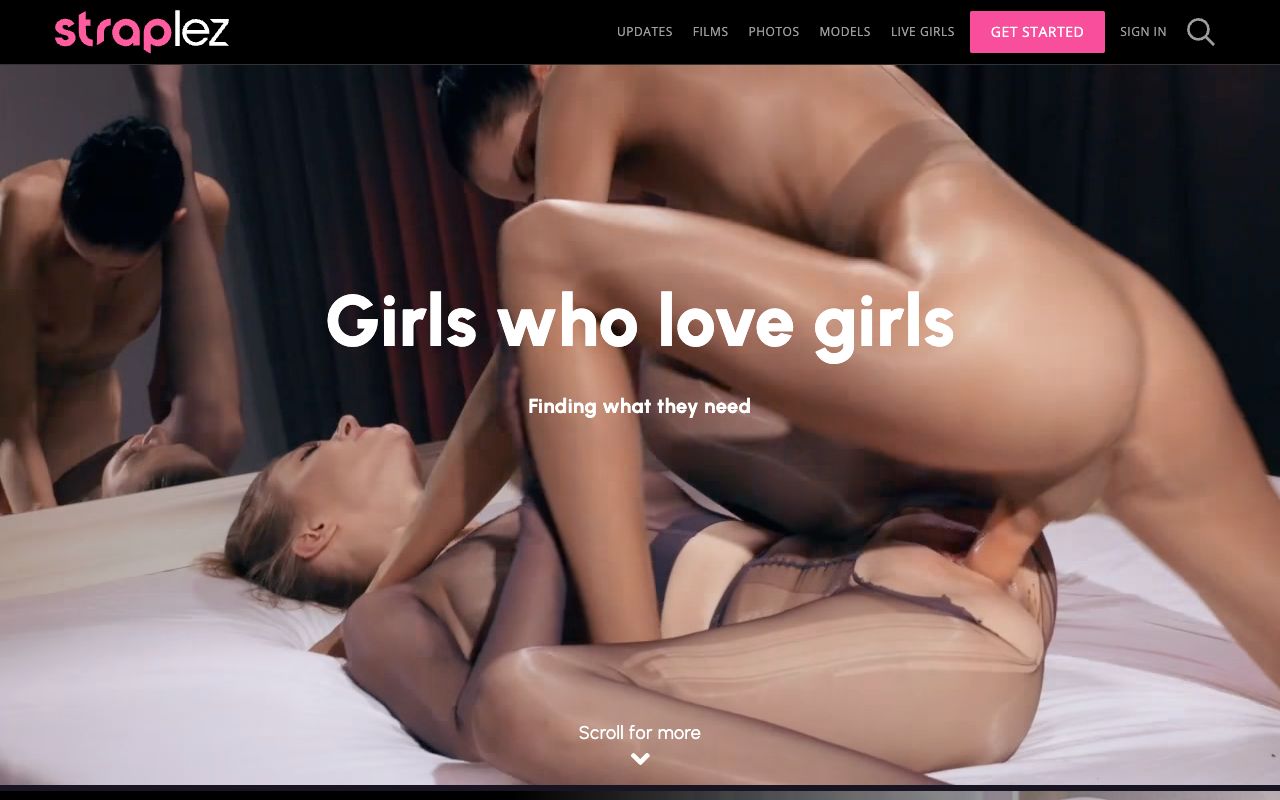 straplez
UPDATES
FILMS
PHOTOS
MODELS
LIVE GIRLS
GET STARTED
SIGN IN
Girls who love girls
Finding what they need
Scroll for more